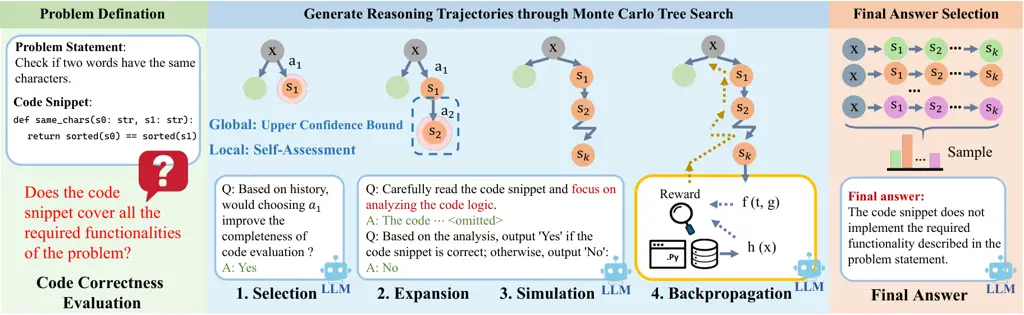 Problem Defination
Problem Statement:
Check if two words have the same
characters.
Code Snippet:
def same_chars(s0: str, s1: str):
return sorted(s0) == sorted(s1)
?
Does the code
snippet cover all the
required functionalities
of the problem?
Code Correctness
Evaluation
Generate Reasoning Trajectories through Monte Carlo Tree Search
X
a1
s1
X
a1
s1
a2
s2
X
s1
s2
sk
X
s1
s2
sk
Global: Upper Confidence Bound
Local: Self-Assessment
Q: Based on history,
would choosing a1
improve the
completeness of
code evaluation ?
A: Yes
LLM
1. Selection
Q: Carefully read the code snippet and focus on
analyzing the code logic.
A: The code ··· <omitted>
Q: Based on the analysis, output 'Yes' if the
code snippet is correct; otherwise, output 'No':
A: No
LLM
2. Expansion
3. Simulation
Reward
f (t, g)
h (x)
.Py
LLM
4. Backpropagation
Final Answer Selection
X s1 s2 ··· sk
X s1 s2 ··· sk
...
X s1 s2 ··· sk
...
Sample
Final answer:
The code snippet does not
implement the required
functionality described in the
problem statement.
LLM
Final Answer